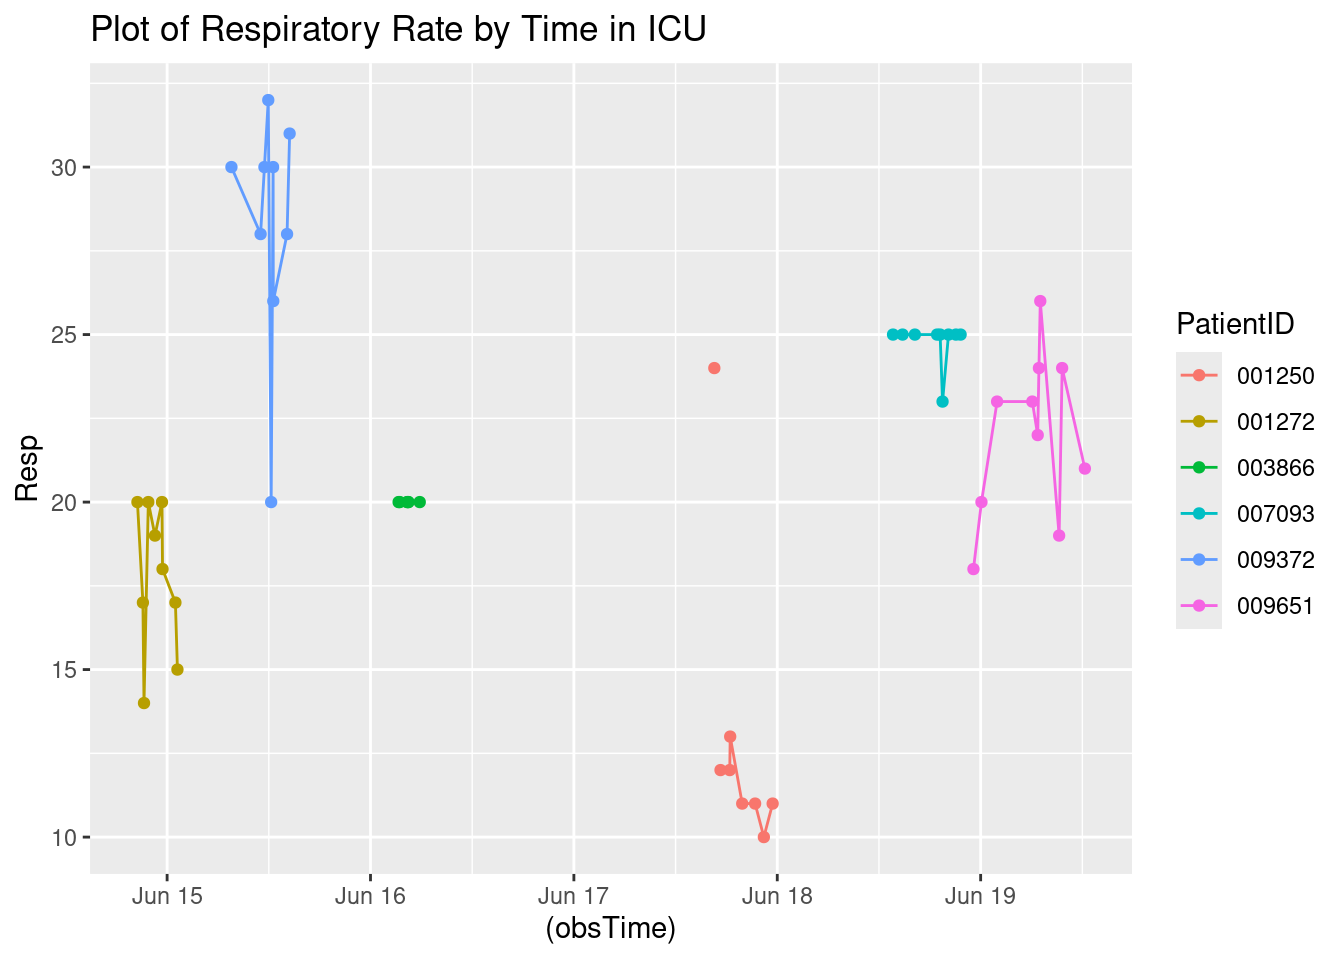 Plot of Respiratory Rate by Time in ICU
30
25
20
15
10
Resp
Jun 15 Jun 16 Jun 17 Jun 18 Jun 19
(obsTime)
PatientID
001250
001272
003866
007093
009372
009651